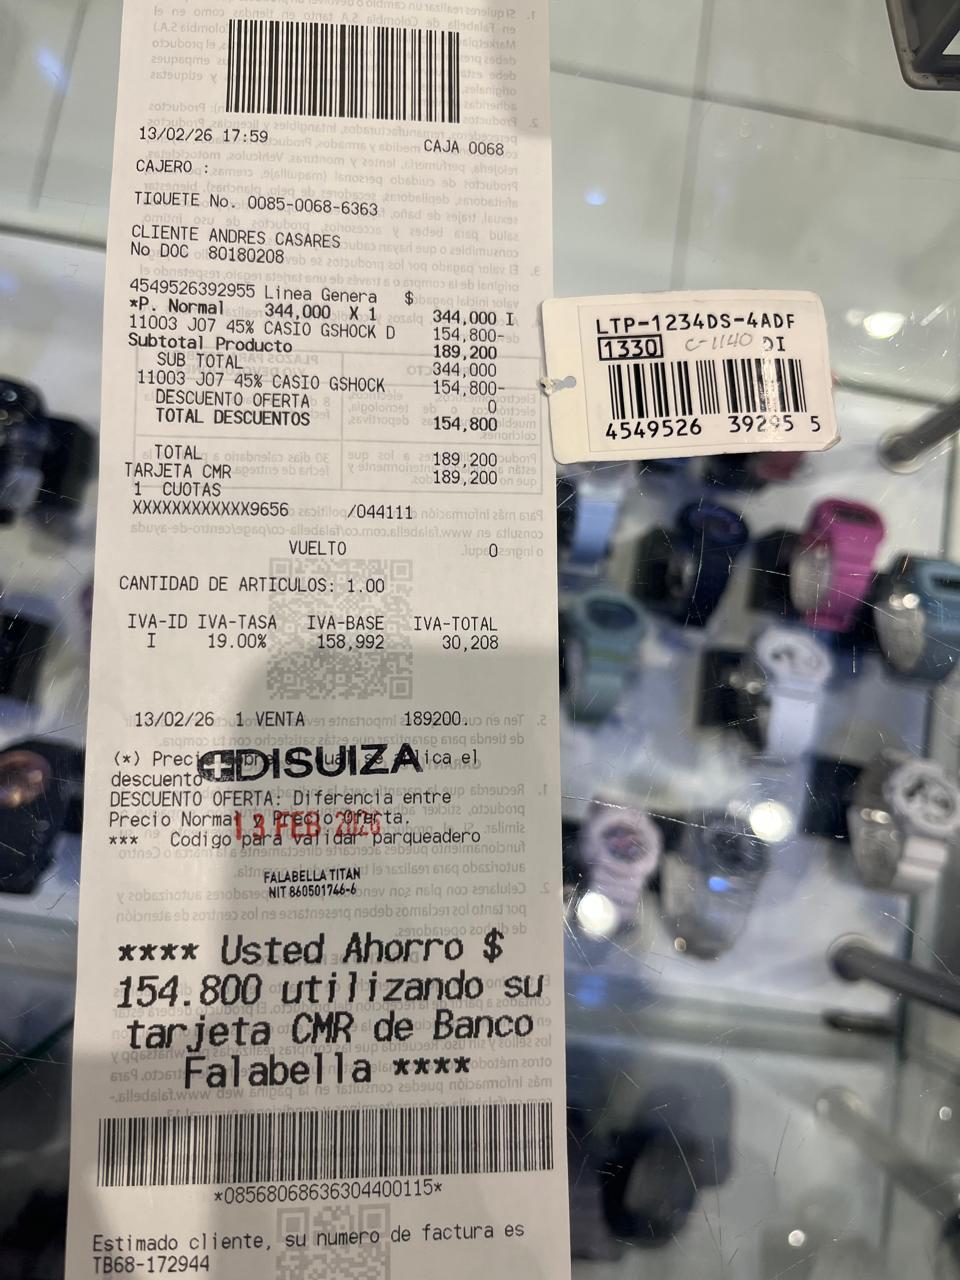 13/02/26 17:59
CAJA 0068
CAJERO :
TIQUETE No. 0085-0068-6363
CLIENTE ANDRES CASARES
No DOC 80180208
4549526392955 Linea Genera $
*P. Normal 344,000 X 1 344,000 I
11003 J07 45% CASIO GSHOCK D 154,800-
Subtotal Producto 189,200
SUB TOTAL 344,000
11003 J07 45% CASIO GSHOCK 154,800-
DESCUENTO OFERTA 0
TOTAL DESCUENTOS 154,800
TOTAL 189,200
TARJETA CMR 189,200
1 CUOTAS
XXXXXXXXXXXX9656 /044111
VUELTO 0
CANTIDAD DE ARTICULOS: 1.00
IVA-ID IVA-TASA IVA-BASE IVA-TOTAL
I 19.00% 158,992 30,208
13/02/26 1 VENTA 189200.
(*) Preci el
descuento
DISUIZA
DESCUENTO OFERTA: Diferencia entre
Precio Normal y Precio Oferta.
13 FEB 2026
*** Codigo para validar parqueadero
FALABELLA TITAN
NIT 860501746-6
**** Usted Ahorro $
154.800 utilizando su
tarjeta CMR de Banco
Falabella ****
*08568068636304400115*
Estimado cliente, su numero de factura es
TB68-172944
LTP-1234DS-4ADF
1330 C-1140 DI
4549526 39295 5